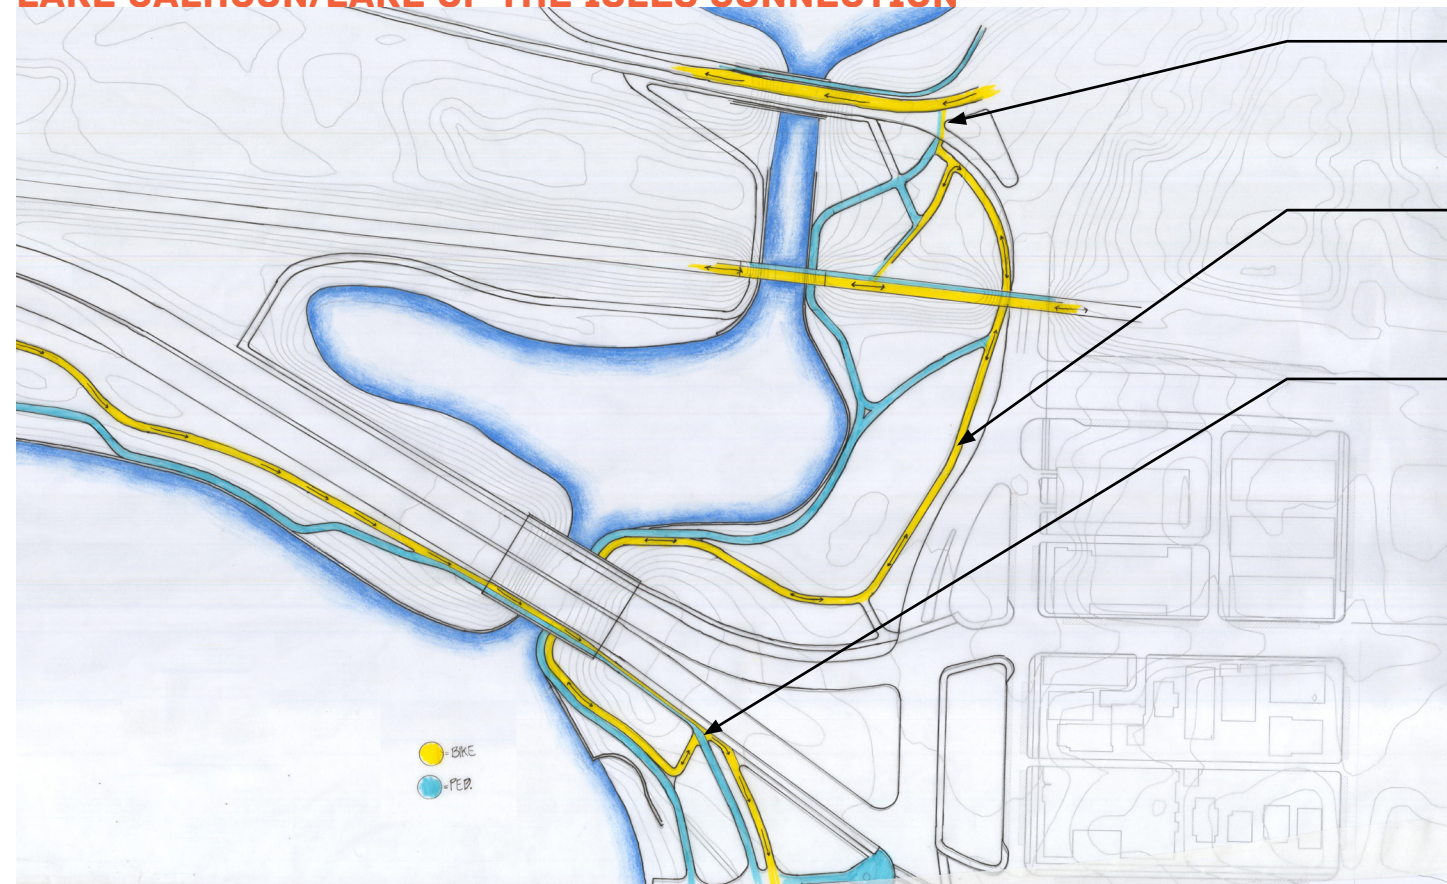 LAKE CALHOUN/LAKE OF THE ISLES CONNECTION
=BIKE
=PED.